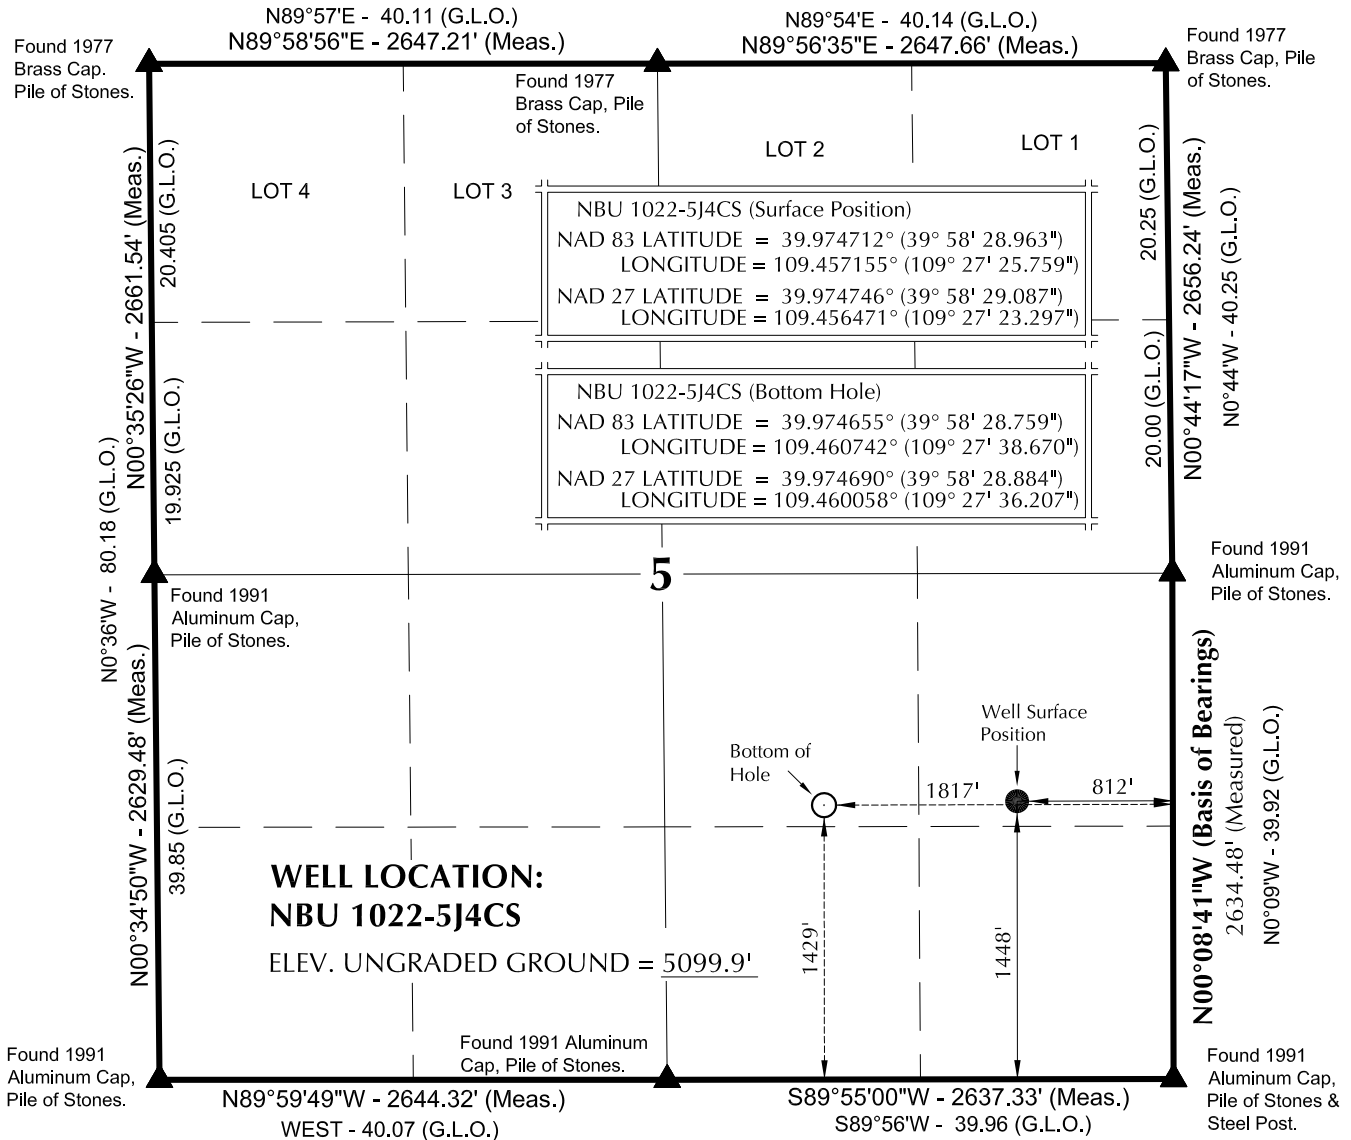 N89°57'E - 40.11 (G.L.O.)
N89°58'56"E - 2647.21' (Meas.)
N89°54'E - 40.14 (G.L.O.)
N89°56'35"E - 2647.66' (Meas.)
Found 1977
Brass Cap.
Pile of Stones.
Found 1977
Brass Cap, Pile
of Stones.
Found 1977
Brass Cap, Pile
of Stones.
LOT 4
LOT 3
LOT 2
LOT 1
N00°35'26"W - 2661.54' (Meas.)
20.405 (G.L.O.)
19.925 (G.L.O.)
N0°36'W - 80.18 (G.L.O.)
20.25 (G.L.O.)
20.00 (G.L.O.)
N00°44'17"W - 2656.24' (Meas.)
N0°44'W - 40.25 (G.L.O.)
NBU 1022-5J4CS (Surface Position)
NAD 83 LATITUDE = 39.974712° (39° 58' 28.963")
LONGITUDE = 109.457155° (109° 27' 25.759")
NAD 27 LATITUDE = 39.974746° (39° 58' 29.087")
LONGITUDE = 109.456471° (109° 27' 23.297")
NBU 1022-5J4CS (Bottom Hole)
NAD 83 LATITUDE = 39.974655° (39° 58' 28.759")
LONGITUDE = 109.460742° (109° 27' 38.670")
NAD 27 LATITUDE = 39.974690° (39° 58' 28.884")
LONGITUDE = 109.460058° (109° 27' 36.207")
5
Found 1991
Aluminum Cap,
Pile of Stones.
Found 1991
Aluminum Cap,
Pile of Stones.
N00°34'50"W - 2629.48' (Meas.)
39.85 (G.L.O.)
Well Surface
Position
Bottom of
Hole
1817'
812'
1429'
1448'
N00°08'41"W (Basis of Bearings)
2634.48' (Measured)
N0°09'W - 39.92 (G.L.O.)
WELL LOCATION:
NBU 1022-5J4CS
ELEV. UNGRADED GROUND = 5099.9'
Found 1991
Aluminum Cap,
Pile of Stones.
Found 1991 Aluminum
Cap, Pile of Stones.
Found 1991
Aluminum Cap,
Pile of Stones &
Steel Post.
N89°59'49"W - 2644.32' (Meas.)
WEST - 40.07 (G.L.O.)
S89°55'00"W - 2637.33' (Meas.)
S89°56'W - 39.96 (G.L.O.)